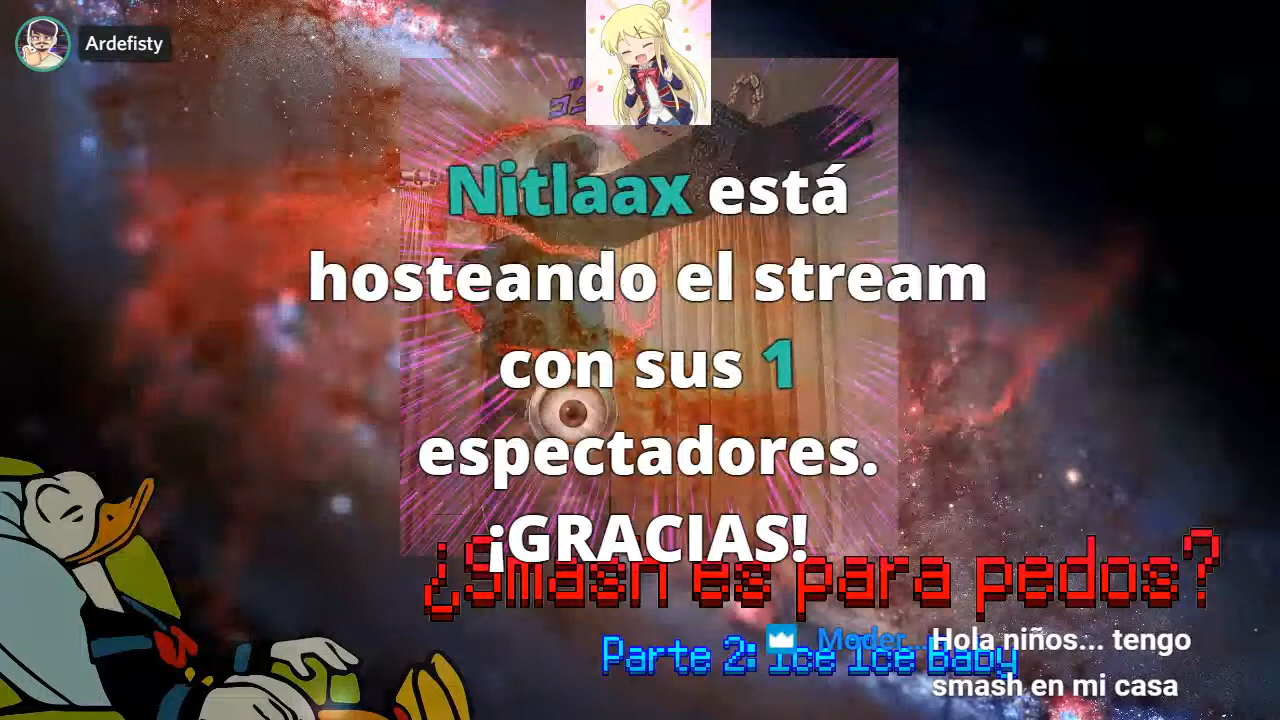 Ardefisty
Nitlaax está
hosteando el stream
con sus 1
espectadores.
¡GRACIAS!
¿Smash es para pedos?
Parte 2: Ice Ice Baby
Moder... Hola niños... tengo
smash en mi casa